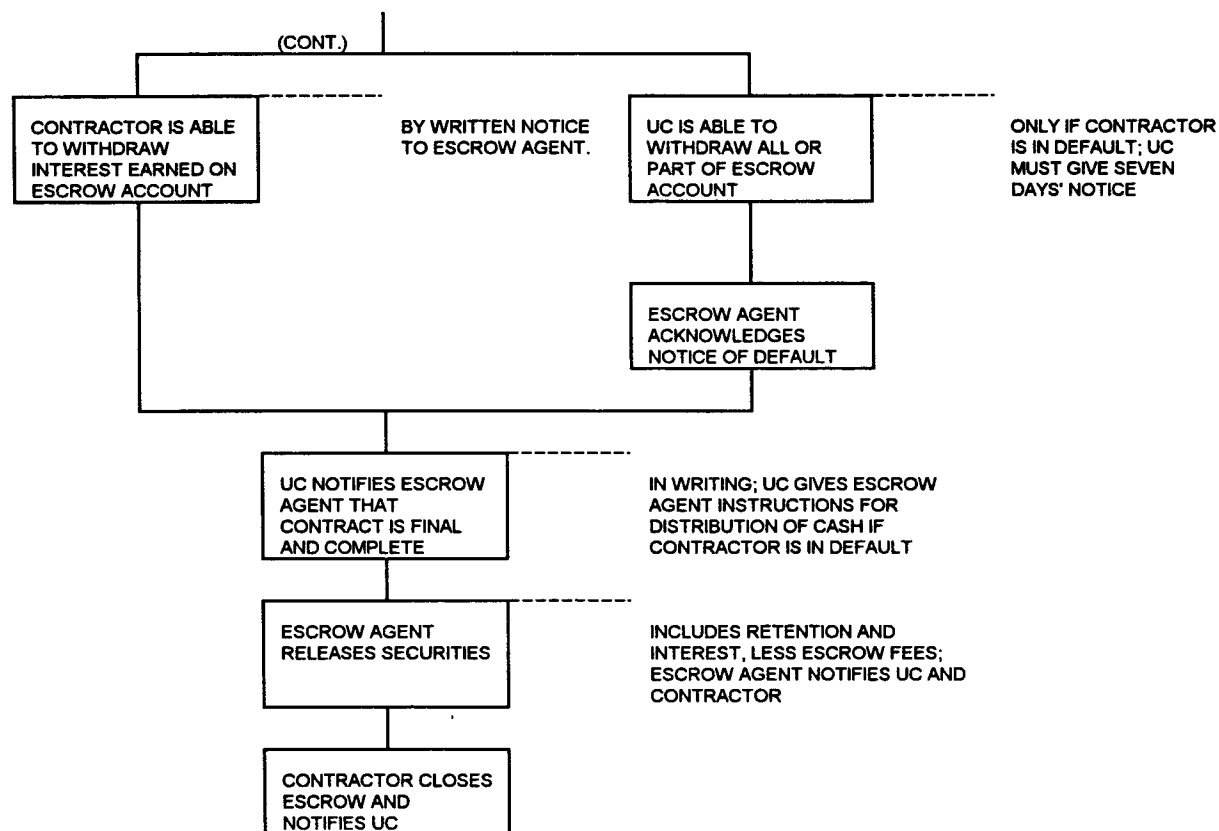 (CONT.)
CONTRACTOR IS ABLE
TO WITHDRAW
INTEREST EARNED ON
ESCROW ACCOUNT
BY WRITTEN NOTICE
TO ESCROW AGENT.
UC IS ABLE TO
WITHDRAW ALL OR
PART OF ESCROW
ACCOUNT
ONLY IF CONTRACTOR
IS IN DEFAULT; UC
MUST GIVE SEVEN
DAYS' NOTICE
ESCROW AGENT
ACKNOWLEDGES
NOTICE OF DEFAULT
UC NOTIFIES ESCROW
AGENT THAT
CONTRACT IS FINAL
AND COMPLETE
IN WRITING; UC GIVES ESCROW
AGENT INSTRUCTIONS FOR
DISTRIBUTION OF CASH IF
CONTRACTOR IS IN DEFAULT
ESCROW AGENT
RELEASES SECURITIES
INCLUDES RETENTION AND
INTEREST, LESS ESCROW FEES;
ESCROW AGENT NOTIFIES UC AND
CONTRACTOR
CONTRACTOR CLOSES
ESCROW AND
NOTIFIES UC